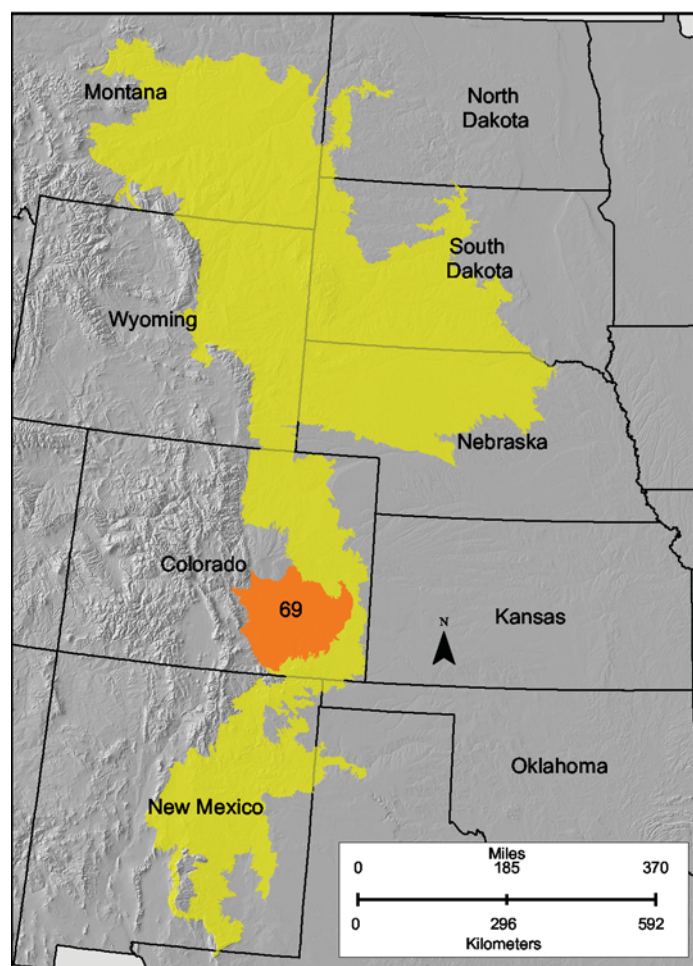 Montana
North
Dakota
South
Dakota
Wyoming
Nebraska
Colorado
69
Kansas
N
Oklahoma
New Mexico
Miles
0 185 370
0 296 592
Kilometers